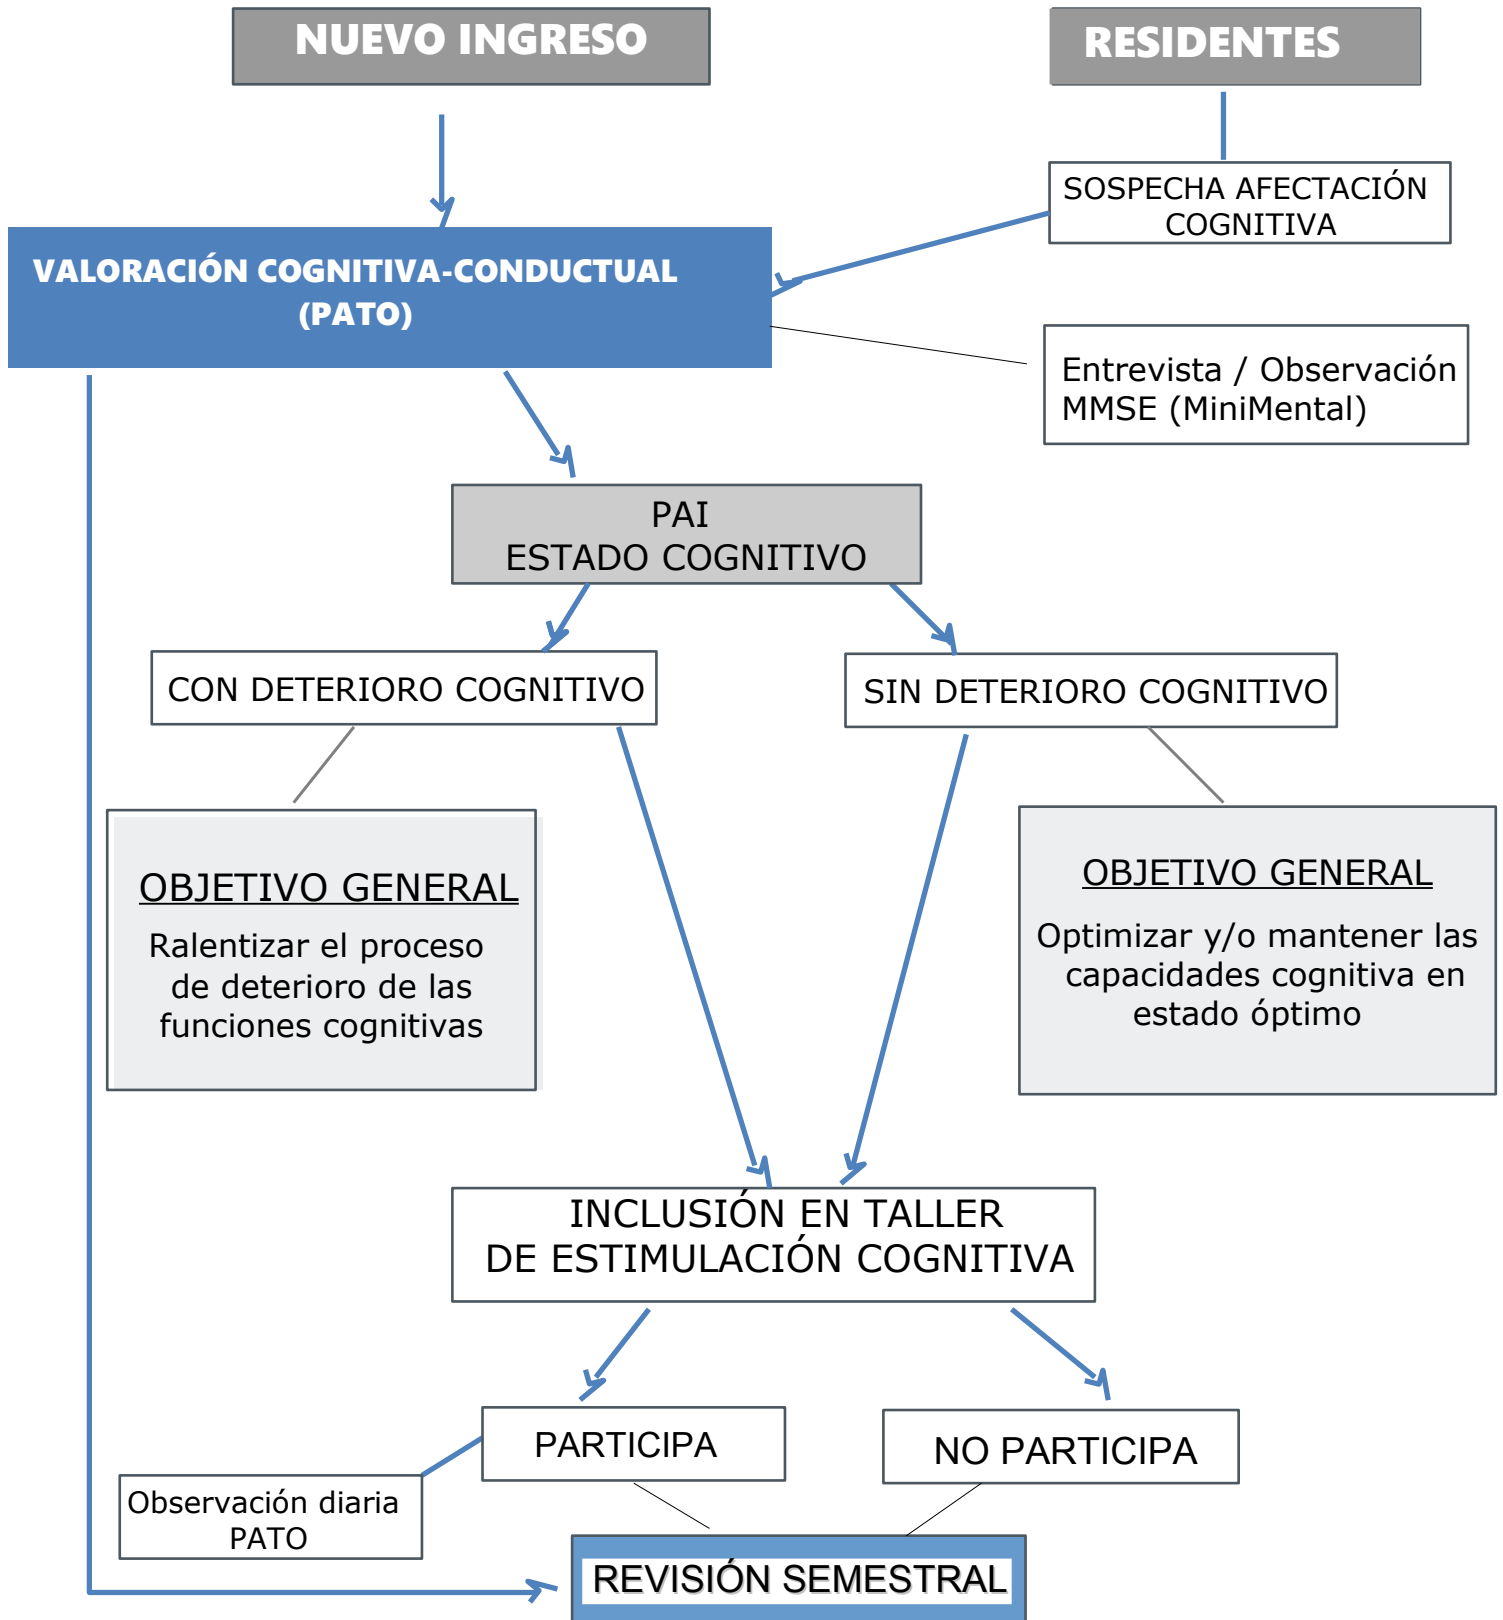 NUEVO INGRESO
RESIDENTES
SOSPECHA AFECTACIÓN
COGNITIVA
VALORACIÓN COGNITIVA-CONDUCTUAL
(PATO)
Entrevista / Observación
MMSE (MiniMental)
PAI
ESTADO COGNITIVO
CON DETERIORO COGNITIVO
SIN DETERIORO COGNITIVO
OBJETIVO GENERAL
Ralentizar el proceso
de deterioro de las
funciones cognitivas
OBJETIVO GENERAL
Optimizar y/o mantener las
capacidades cognitiva en
estado óptimo
INCLUSIÓN EN TALLER
DE ESTIMULACIÓN COGNITIVA
PARTICIPA
NO PARTICIPA
Observación diaria
PATO
REVISIÓN SEMESTRAL